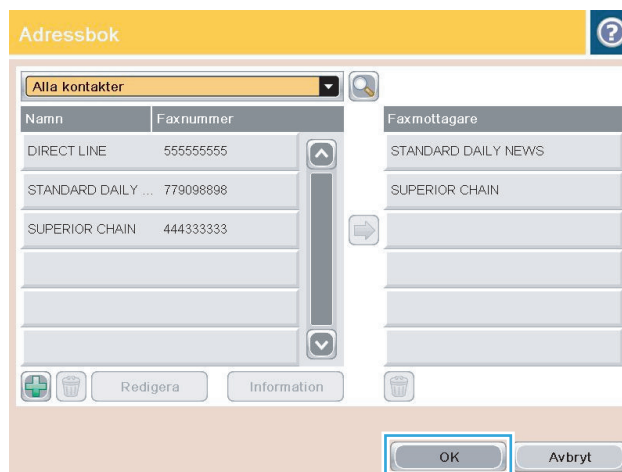 Adressbok
?
Alla kontakter
Namn Faxnummer
DIRECT LINE 555555555
STANDARD DAILY ... 779098898
SUPERIOR CHAIN 444333333
Faxmottagare
STANDARD DAILY NEWS
SUPERIOR CHAIN
Redigera Information
OK Avbryt